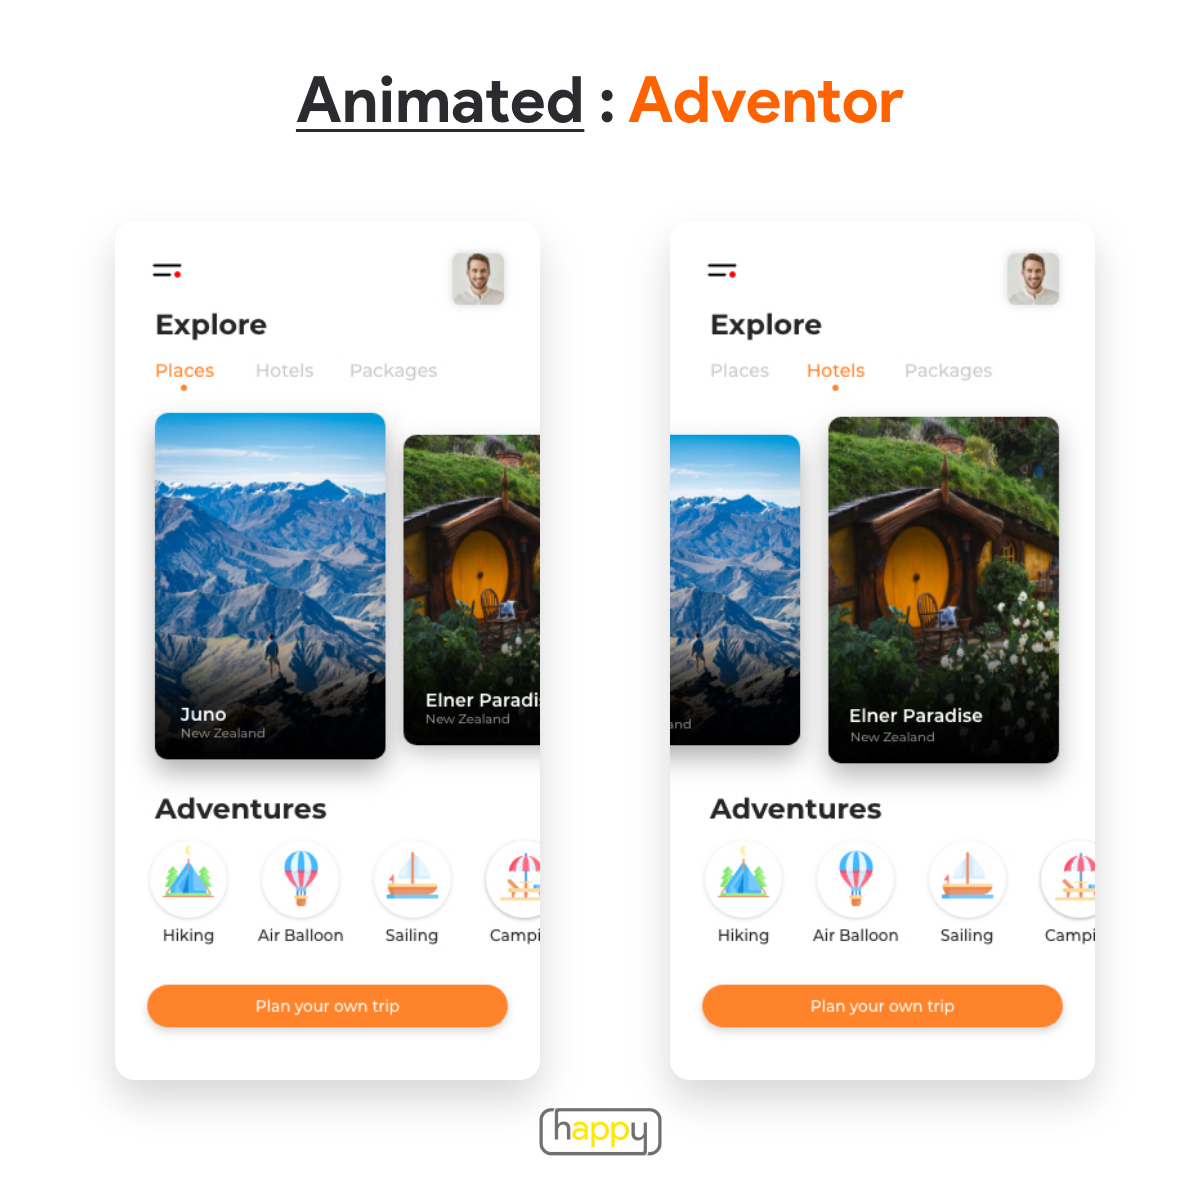 Animated : Adventor
Explore
Places Hotels Packages
Juno
New Zealand
Elner Paradi
New Zealand
Adventures
Hiking Air Balloon Sailing Campi
Plan your own trip
Explore
Places Hotels Packages
and
Elner Paradise
New Zealand
Adventures
Hiking Air Balloon Sailing Campi
Plan your own trip
happy